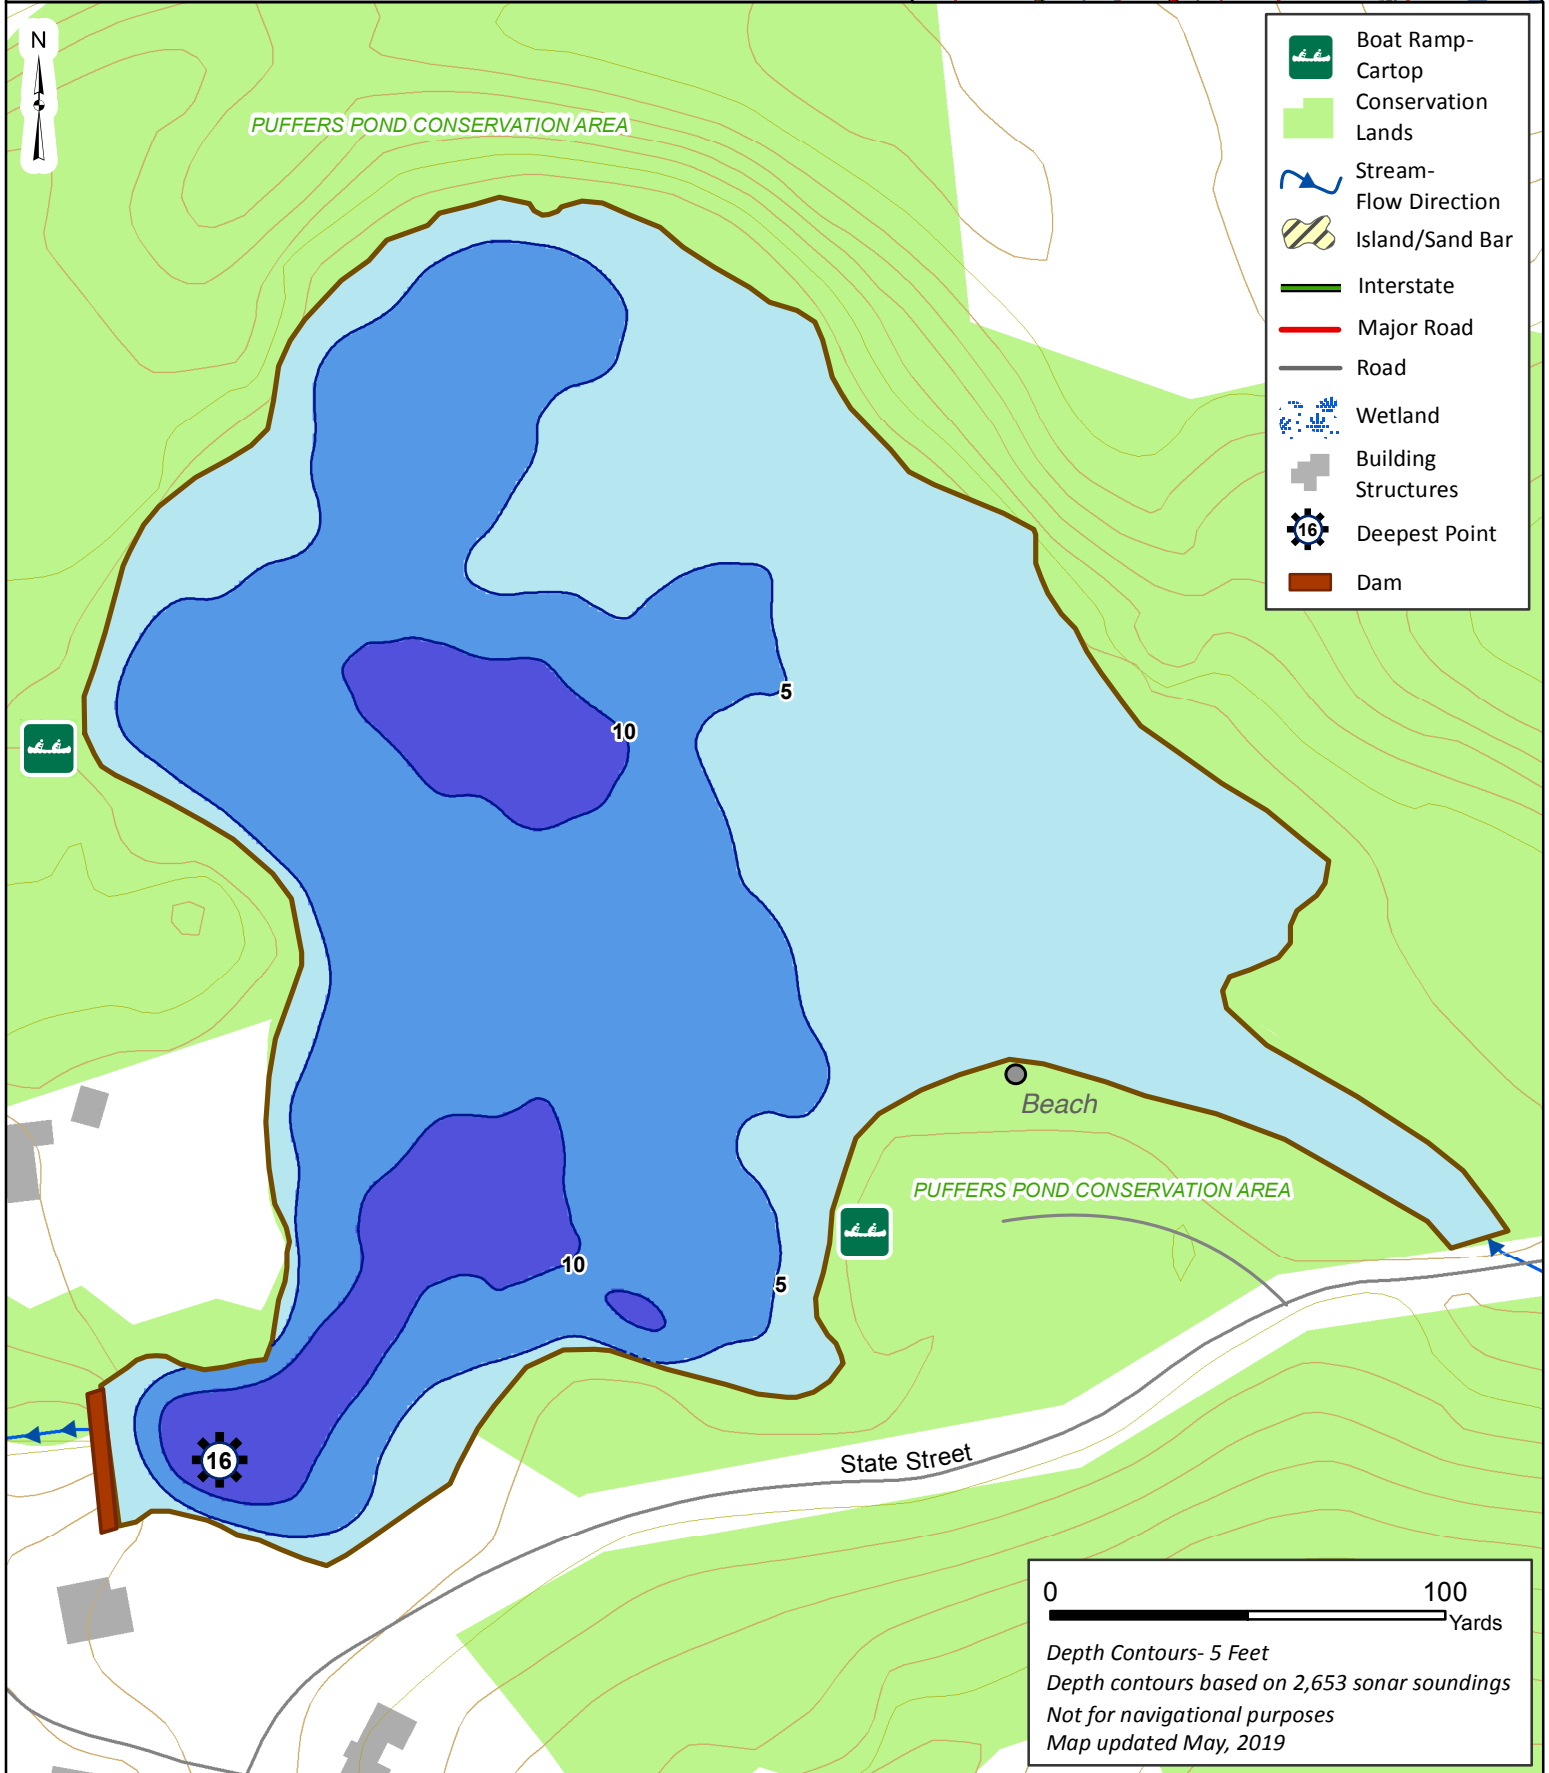 N
PUFFERS POND CONSERVATION AREA
Boat Ramp-
Cartop
Conservation
Lands
Stream-
Flow Direction
Island/Sand Bar
Interstate
Major Road
Road
Wetland
Building
Structures
16
Deepest Point
Dam
5
10
Beach
PUFFERS POND CONSERVATION AREA
10
5
16
State Street
0 100
Yards
Depth Contours- 5 Feet
Depth contours based on 2,653 sonar soundings
Not for navigational purposes
Map updated May, 2019